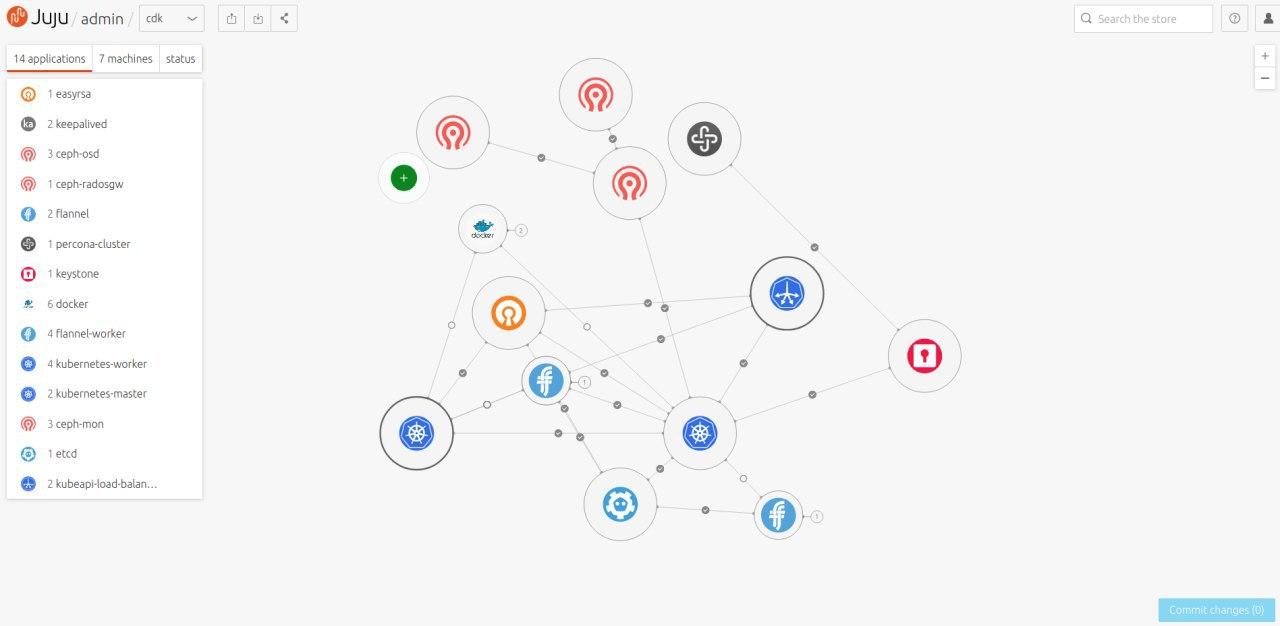 Juju / admin / cdk
Search the store
14 applications 7 machines status
1 easyrsa
ka 2 keepalived
3 ceph-osd
1 ceph-radosgw
2 flannel
1 percona-cluster
1 keystone
6 docker
4 flannel-worker
4 kubernetes-worker
2 kubernetes-master
3 ceph-mon
1 etcd
2 kubeapi-load-balan…
docker
2
1
1
Commit changes (0)